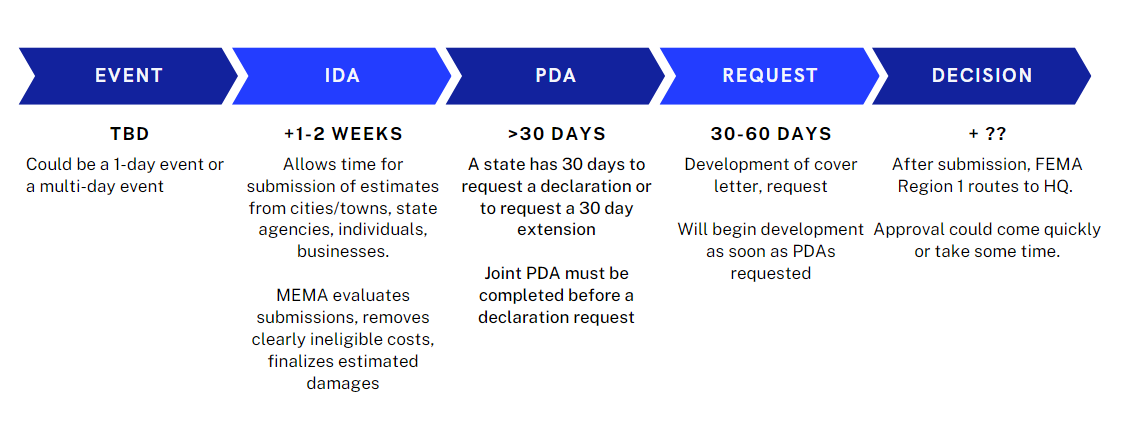 EVENT
IDA
PDA
REQUEST
DECISION
TBD
Could be a 1-day event or
a multi-day event
+1-2 WEEKS
Allows time for
submission of estimates
from cities/towns, state
agencies, individuals,
businesses.
MEMA evaluates
submissions, removes
clearly ineligible costs,
finalizes estimated
damages
>30 DAYS
A state has 30 days to
request a declaration or
to request a 30 day
extension
Joint PDA must be
completed before a
declaration request
30-60 DAYS
Development of cover
letter, request
Will begin development
as soon as PDAs
requested
+ ??
After submission, FEMA
Region 1 routes to HQ.
Approval could come quickly
or take some time.